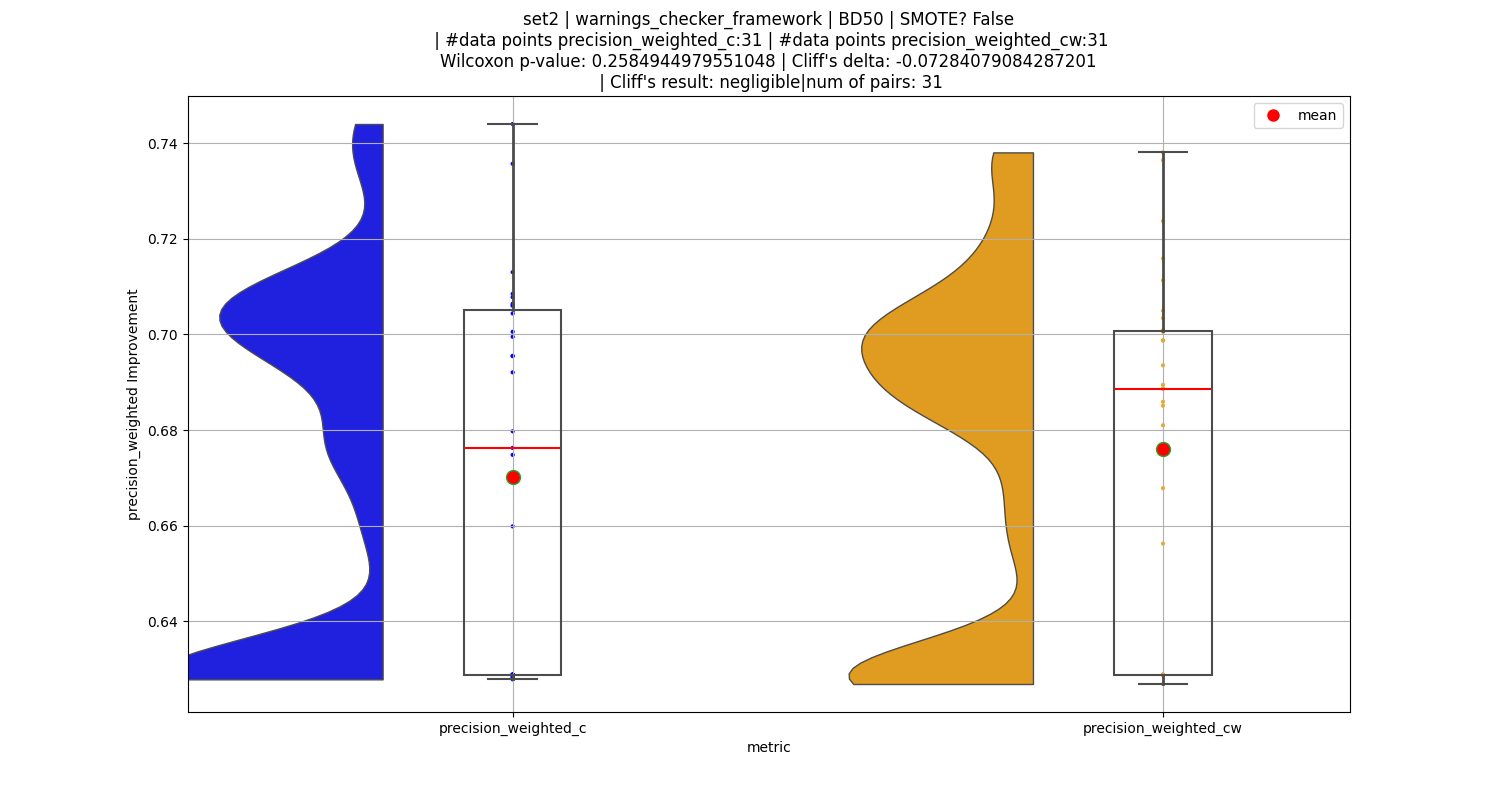 set2 | warnings_checker_framework | BD50 | SMOTE? False
| #data points precision_weighted_c:31 | #data points precision_weighted_cw:31
Wilcoxon p-value: 0.2584944979551048 | Cliff's delta: -0.07284079084287201
| Cliff's result: negligible|num of pairs: 31
mean
0.74
0.72
0.70
0.68
0.66
0.64
precision_weighted Improvement
precision_weighted_c
precision_weighted_cw
metric